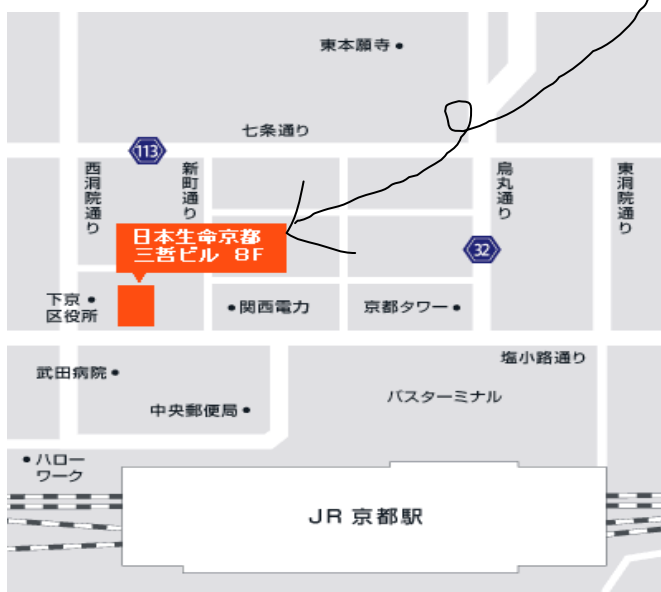 東本願寺
七条通り
113
西洞院通り
新町通り
烏丸通り
東洞院通り
日本生命京都
三哲ビル 8F
32
下京
区役所
関西電力
京都タワー
塩小路通り
武田病院
中央郵便局
バスターミナル
ハロー
ワーク
JR 京都駅